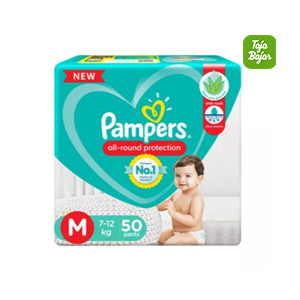 Taja
Bajar
NEW
Pampers
all-round protection
No.1
M
7-12
kg
50
pants